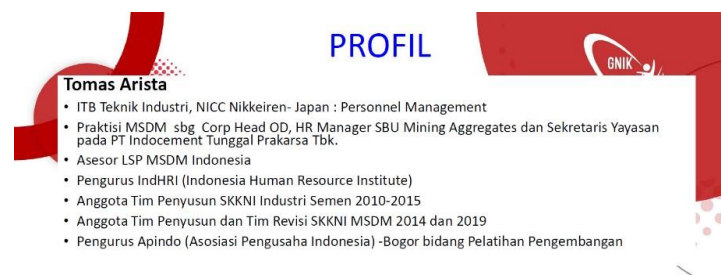 PROFIL
GNIK
Tomas Arista
• ITB Teknik Industri, NICC Nikkeiren- Japan : Personnel Management
• Praktisi MSDM sbg Corp Head OD, HR Manager SBU Mining Aggregates dan Sekretaris Yayasan
pada PT Indocement Tunggal Prakarsa Tbk.
• Asesor LSP MSDM Indonesia
• Pengurus IndHRI (Indonesia Human Resource Institute)
• Anggota Tim Penyusun SKKNI Industri Semen 2010-2015
• Anggota Tim Penyusun dan Tim Revisi SKKNI MSDM 2014 dan 2019
• Pengurus Apindo (Asosiasi Pengusaha Indonesia) -Bogor bidang Pelatihan Pengembangan